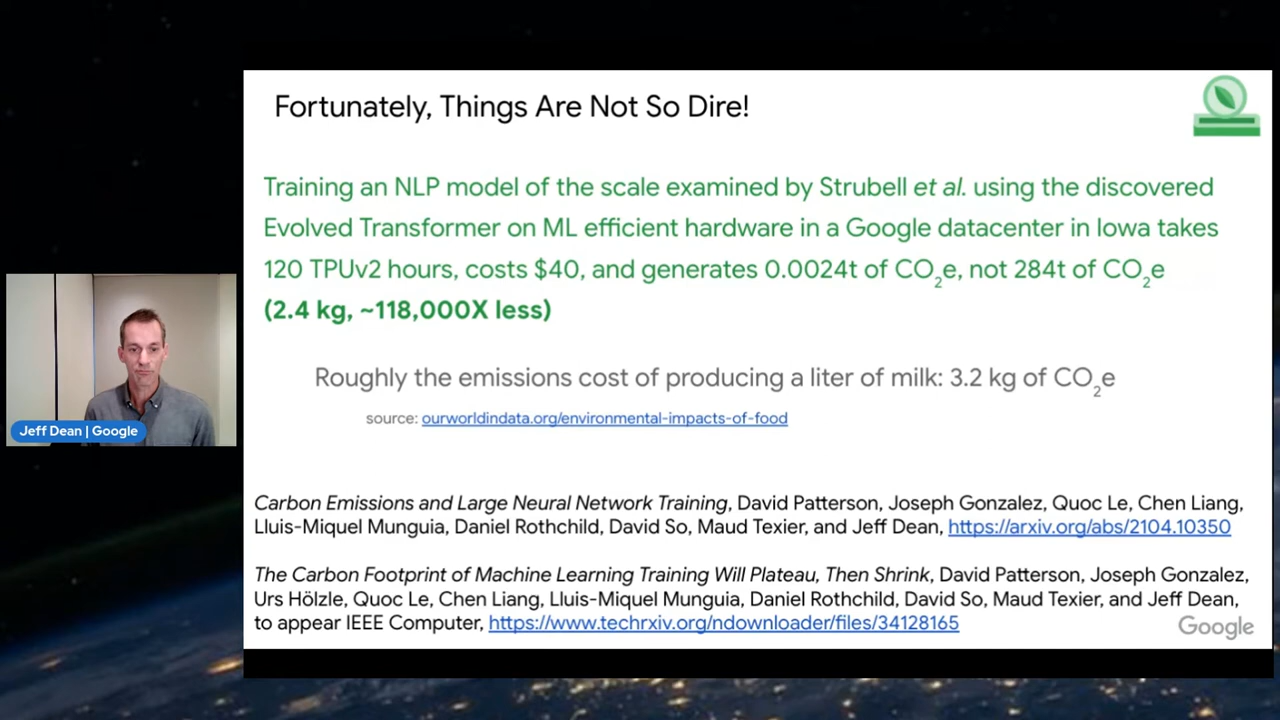 Fortunately, Things Are Not So Dire!
Training an NLP model of the scale examined by Strubell et al. using the discovered
Evolved Transformer on ML efficient hardware in a Google datacenter in Iowa takes
120 TPUv2 hours, costs $40, and generates 0.0024t of CO₂e, not 284t of CO₂e
(2.4 kg, ~118,000X less)
Roughly the emissions cost of producing a liter of milk: 3.2 kg of CO₂e
source: ourworldindata.org/environmental-impacts-of-food
Jeff Dean | Google
Carbon Emissions and Large Neural Network Training, David Patterson, Joseph Gonzalez, Quoc Le, Chen Liang,
Lluis-Miquel Munguia, Daniel Rothchild, David So, Maud Texier, and Jeff Dean, https://arxiv.org/abs/2104.10350
The Carbon Footprint of Machine Learning Training Will Plateau, Then Shrink, David Patterson, Joseph Gonzalez,
Urs Hölzle, Quoc Le, Chen Liang, Lluis-Miquel Munguia, Daniel Rothchild, David So, Maud Texier, and Jeff Dean,
to appear IEEE Computer, https://www.techrxiv.org/ndownloader/files/34128165
Google